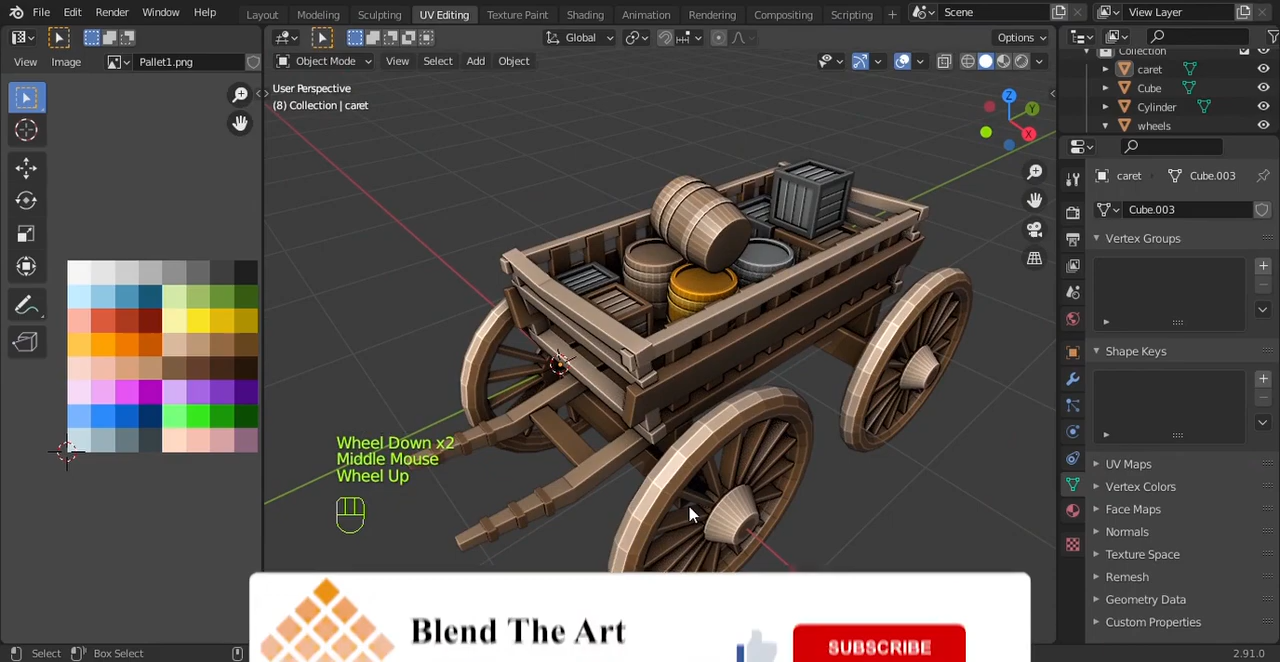 File Edit Render Window Help Layout Modeling Sculpting UV Editing Texture Paint Shading Animation Rendering Compositing Scripting + Scene View Layer
Global Options
View Image Pallet1.png Object Mode View Select Add Object
User Perspective
(8) Collection | caret
Collection
caret
Cube
Cylinder
wheels
Z
Y
X
caret Cube.003
Cube.003
Vertex Groups
Shape Keys
UV Maps
Vertex Colors
Face Maps
Normals
Texture Space
Remesh
Geometry Data
Custom Properties
Wheel Down x2
Middle Mouse
Wheel Up
Blend The Art
SUBSCRIBE
Select Box Select 2.91.0